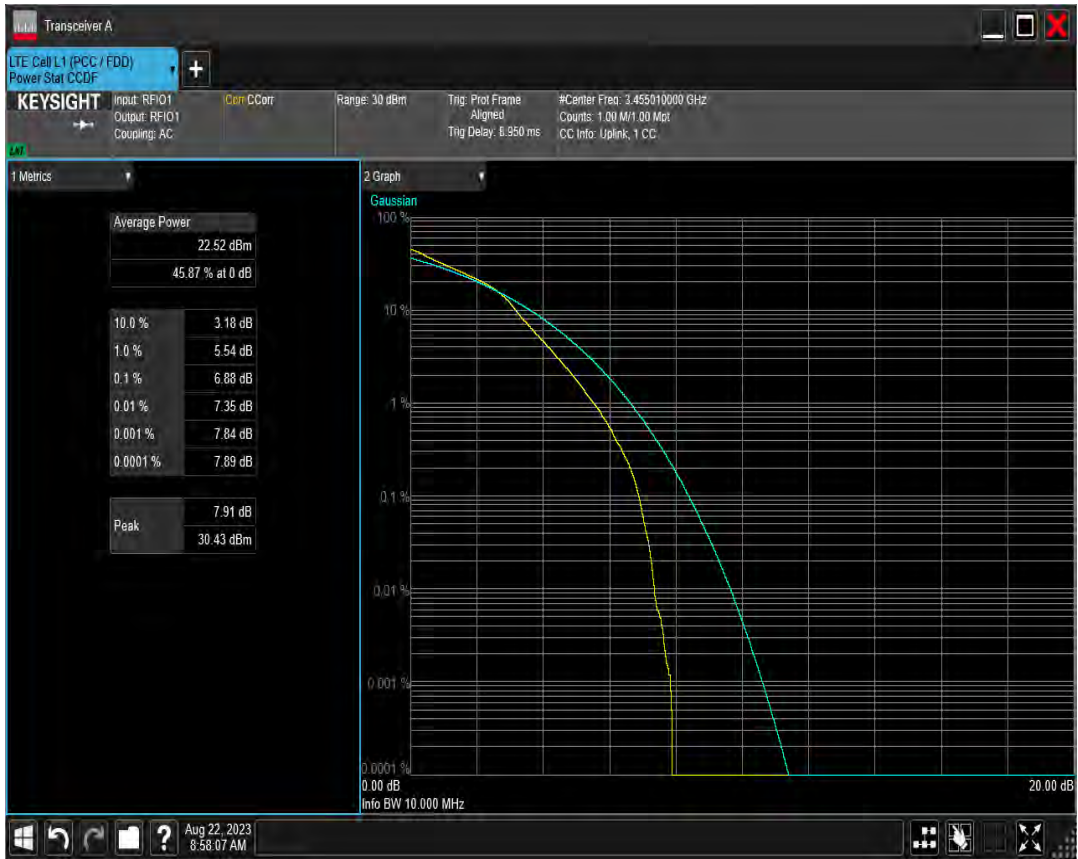 Transceiver A
LTE Cell L1 (PCC / FDD)
Power Stat CCDF
KEYSIGHT
Input: RFIO1
Output: RFIO1
Coupling: AC
Corr CCorr
Range: 30 dBm
Trig: Prot Frame
Aligned
Trig Delay: 8.950 ms
#Center Freq: 3.455010000 GHz
Counts: 1.00 M/1.00 Mpt
CC Info: Uplink, 1 CC
1 Metrics
Average Power
22.52 dBm
45.87 % at 0 dB
10.0 % 3.18 dB
1.0 % 5.54 dB
0.1 % 6.88 dB
0.01 % 7.35 dB
0.001 % 7.84 dB
0.0001 % 7.89 dB
Peak 7.91 dB
30.43 dBm
2 Graph
Gaussian
100 %
10 %
1 %
0.1 %
0.01 %
0.001 %
0.0001 %
0.00 dB
20.00 dB
Info BW 10.000 MHz
Aug 22, 2023
8:58:07 AM